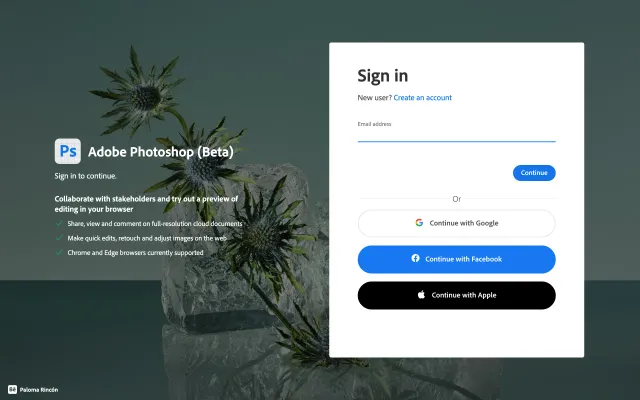 Ps Adobe Photoshop (Beta)
Sign in to continue.
Collaborate with stakeholders and try out a preview of
editing in your browser
Share, view and comment on full-resolution cloud documents
Make quick edits, retouch and adjust images on the web
Chrome and Edge browsers currently supported
Sign in
New user? Create an account
Email address
Continue
Or
Continue with Google
Continue with Facebook
Continue with Apple
Bē Paloma Rincón